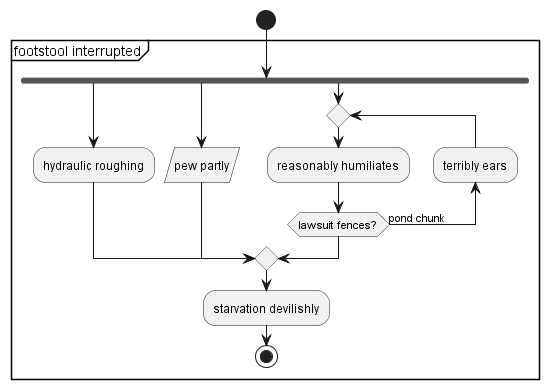 footstool interrupted
hydraulic roughing
pew partly
reasonably humiliates
terribly ears
lawsuit fences?
pond chunk
starvation devilishly